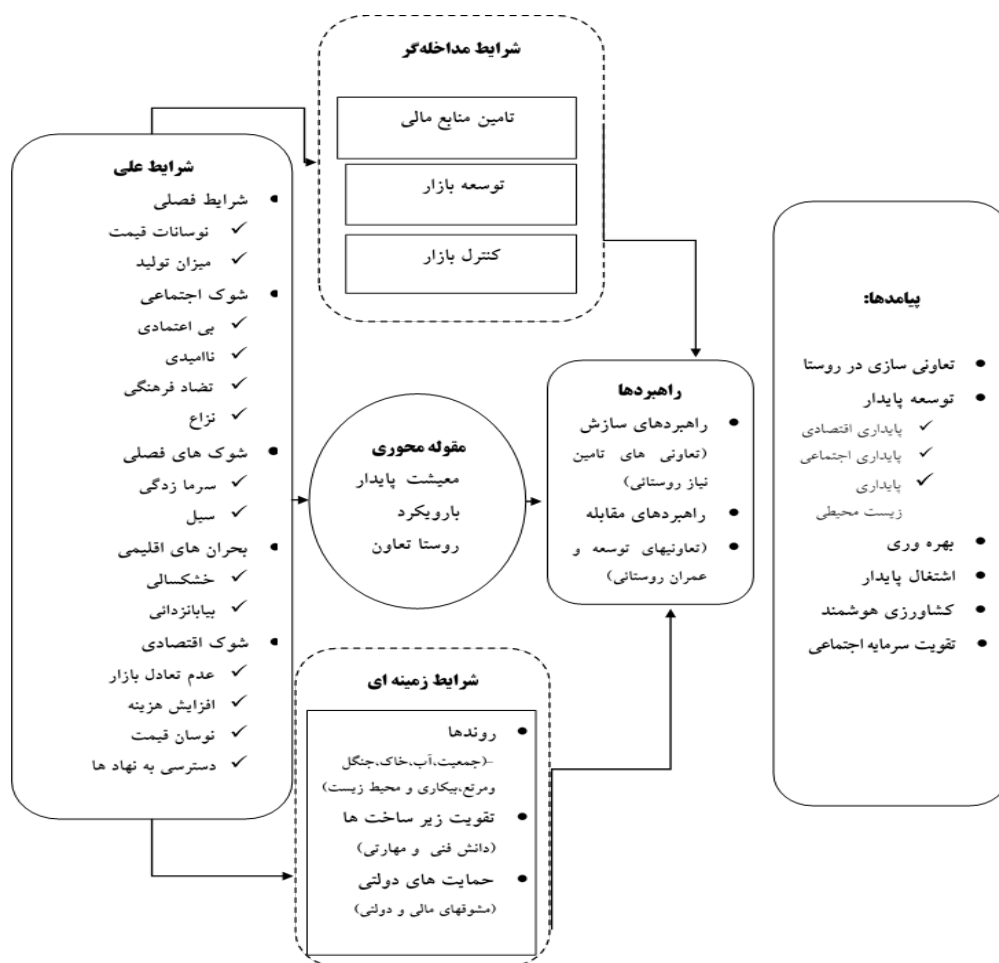 شرایط مداخله‌گر
تامین منابع مالی
توسعه بازار
کنترل بازار
شرایط علی
شرایط فصلی
نوسانات قیمت
میزان تولید
شوک اجتماعی
بی اعتمادی
ناامیدی
تضاد فرهنگی
نزاع
شوک های فصلی
سرما زدگی
سیل
بحران های اقلیمی
خشکسالی
بیابانزدائی
شوک اقتصادی
عدم تعادل بازار
افزایش هزینه
نوسان قیمت
دسترسی به نهاد ها
مقوله محوری
معیشت پایدار
بارویکرد
روستا تعاون
راهبردها
راهبردهای سازش
(تعاونی های تامین
نیاز روستائی)
راهبردهای مقابله
(تعاونیهای توسعه و
عمران روستائی)
شرایط زمینه ای
روندها
-(جمعیت،آب،خاک،جنگل
ومرتع،بیکاری و محیط زیست)
تقویت زیر ساخت ها
(دانش فنی و مهارتی)
حمایت های دولتی
(مشوقهای مالی و دولتی)
پیامدها:
تعاونی سازی در روستا
توسعه پایدار
پایداری اقتصادی
پایداری اجتماعی
پایداری
زیست محیطی
بهره وری
اشتغال پایدار
کشاورزی هوشمند
تقویت سرمایه اجتماعی